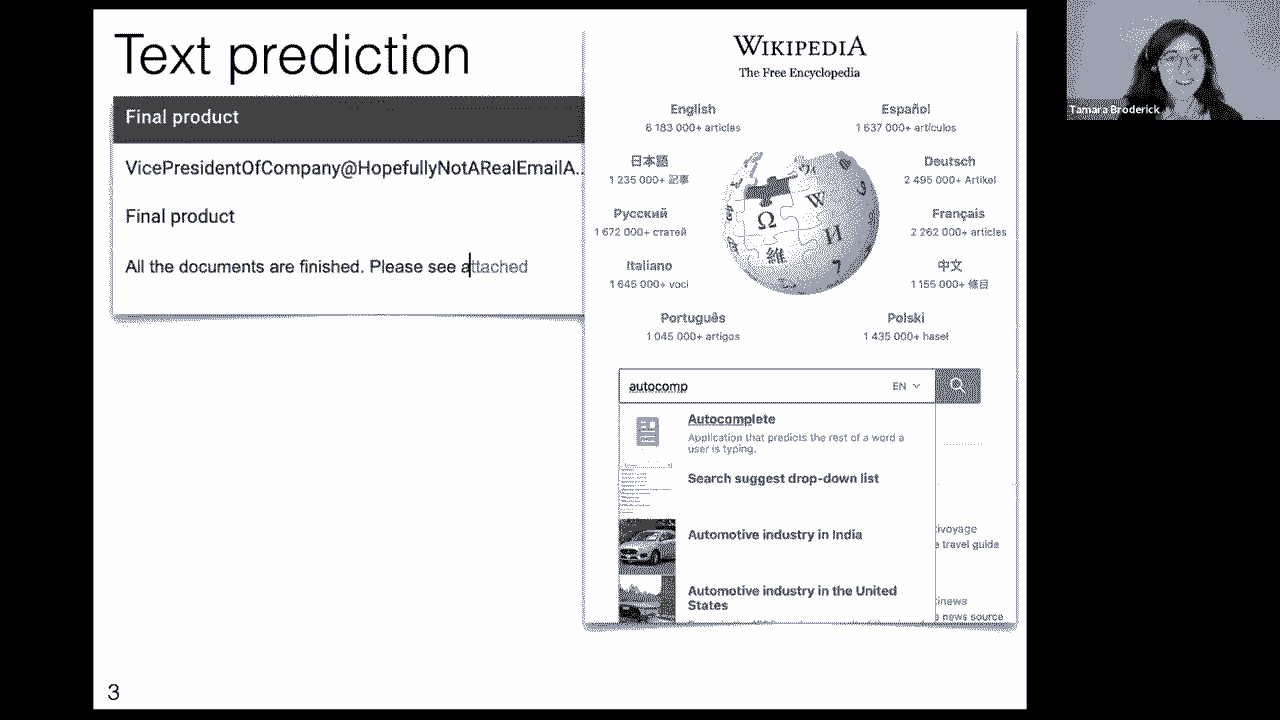 Text prediction
Final product
VicePresidentOfCompany@HopefullyNotARealEmailA...
Final product
All the documents are finished. Please see attached
WIKIPEDIA
The Free Encyclopedia
English
6 183 000+ articles
Español
1 637 000+ artículos
日本語
1 235 000+ 記事
Deutsch
2 495 000+ Artikel
Русский
1 672 000+ статей
Français
2 262 000+ articles
Italiano
1 645 000+ voci
中文
1 155 000+ 條目
Português
1 045 000+ artigos
Polski
1 435 000+ haseł
Ω
W
И
維
7
autocomp
EN
Autocomplete
Application that predicts the rest of a word a
user is typing.
Search suggest drop-down list
Automotive industry in India
ivoyage
e travel guide
Automotive industry in the United
States
inews
e news source
3
Tamara Broderick